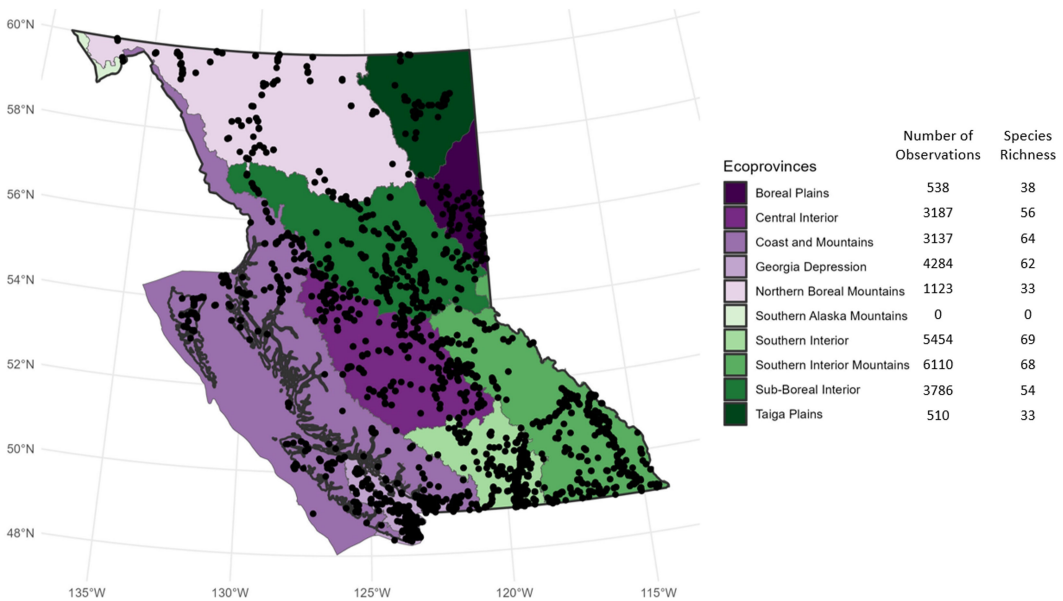 60°N
58°N
56°N
54°N
52°N
50°N
48°N
135°W 130°W 125°W 120°W 115°W
Number of Observations
Species Richness
Ecoprovinces
Boreal Plains 538 38
Central Interior 3187 56
Coast and Mountains 3137 64
Georgia Depression 4284 62
Northern Boreal Mountains 1123 33
Southern Alaska Mountains 0 0
Southern Interior 5454 69
Southern Interior Mountains 6110 68
Sub-Boreal Interior 3786 54
Taiga Plains 510 33